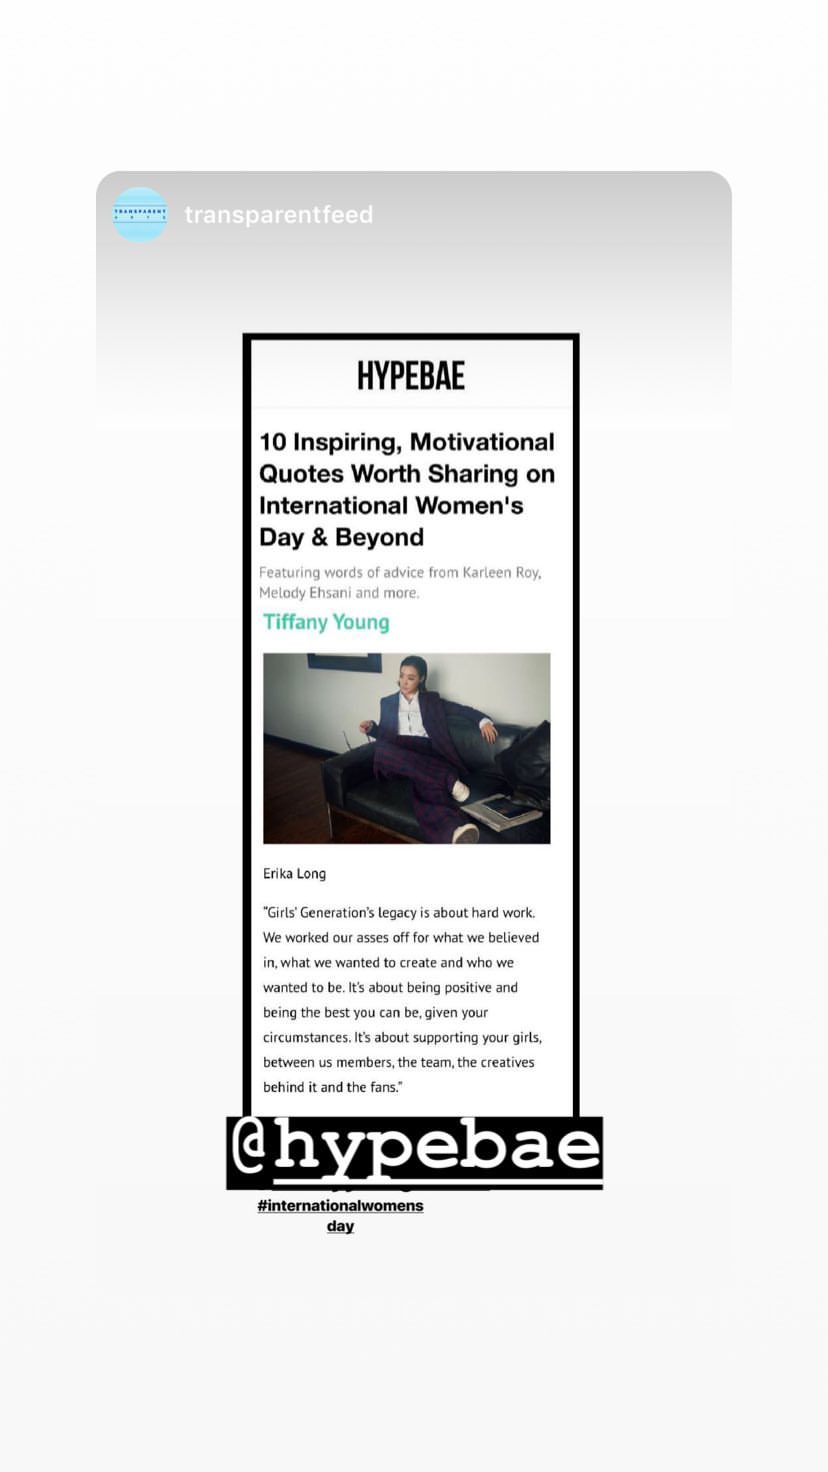 TRANSPARENT
ARTS
transparentfeed
HYPEBAE
10 Inspiring, Motivational
Quotes Worth Sharing on
International Women's
Day & Beyond
Featuring words of advice from Karleen Roy,
Melody Ehsani and more.
Tiffany Young
Erika Long
“Girls’ Generation’s legacy is about hard work.
We worked our asses off for what we believed
in, what we wanted to create and who we
wanted to be. It’s about being positive and
being the best you can be, given your
circumstances. It’s about supporting your girls,
between us members, the team, the creatives
behind it and the fans.”
@hypebae
#internationalwomens
day